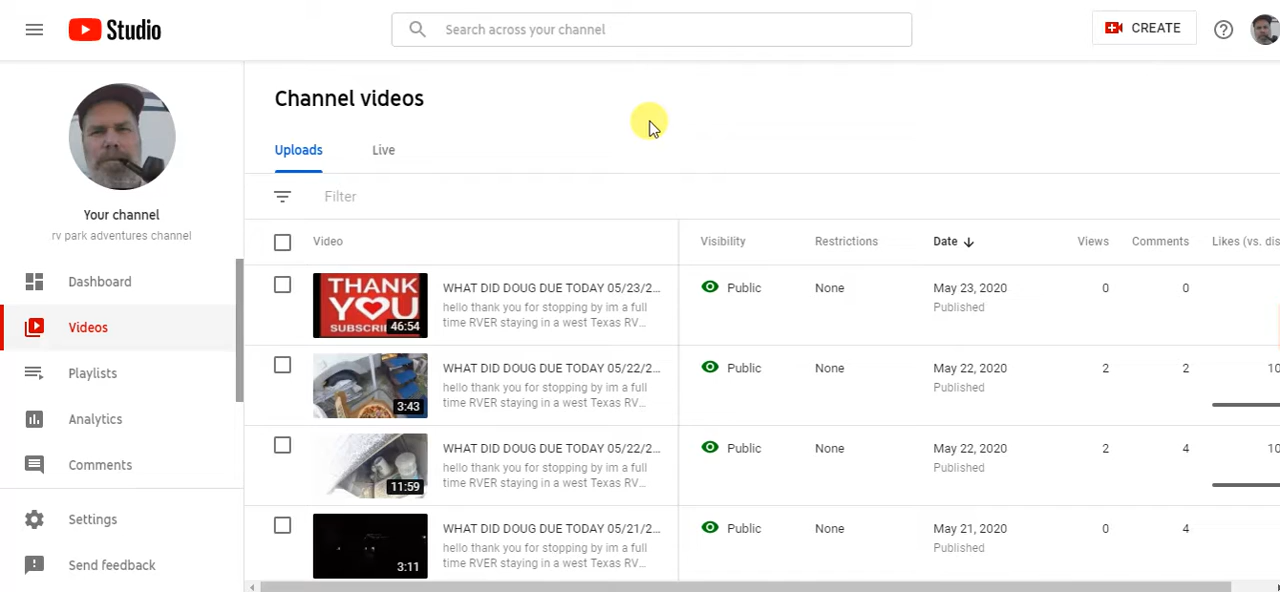 Studio
Search across your channel
CREATE
Your channel
rv park adventures channel
Dashboard
Videos
Playlists
Analytics
Comments
Settings
Send feedback
Channel videos
Uploads
Live
Filter
Video
Visibility
Restrictions
Date
Views
Comments
Likes (vs. dis
THANK
YOU
SUBSCRI
46:54
WHAT DID DOUG DUE TODAY 05/23/2...
hello thank you for stopping by im a full
time RVER staying in a west Texas RV...
Public
None
May 23, 2020
Published
0
0
3:43
WHAT DID DOUG DUE TODAY 05/22/2...
hello thank you for stopping by im a full
time RVER staying in a west Texas RV...
Public
None
May 22, 2020
Published
2
2
10
11:59
WHAT DID DOUG DUE TODAY 05/22/2...
hello thank you for stopping by im a full
time RVER staying in a west Texas RV...
Public
None
May 22, 2020
Published
2
4
10
3:11
WHAT DID DOUG DUE TODAY 05/21/2...
hello thank you for stopping by im a full
time RVER staying in a west Texas RV...
Public
None
May 21, 2020
Published
0
4